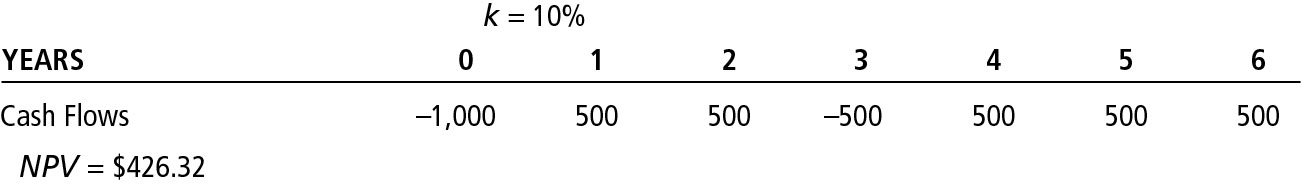 k = 10%
YEARS 0 1 2 3 4 5 6
Cash Flows –1,000 500 500 –500 500 500 500
NPV = $426.32